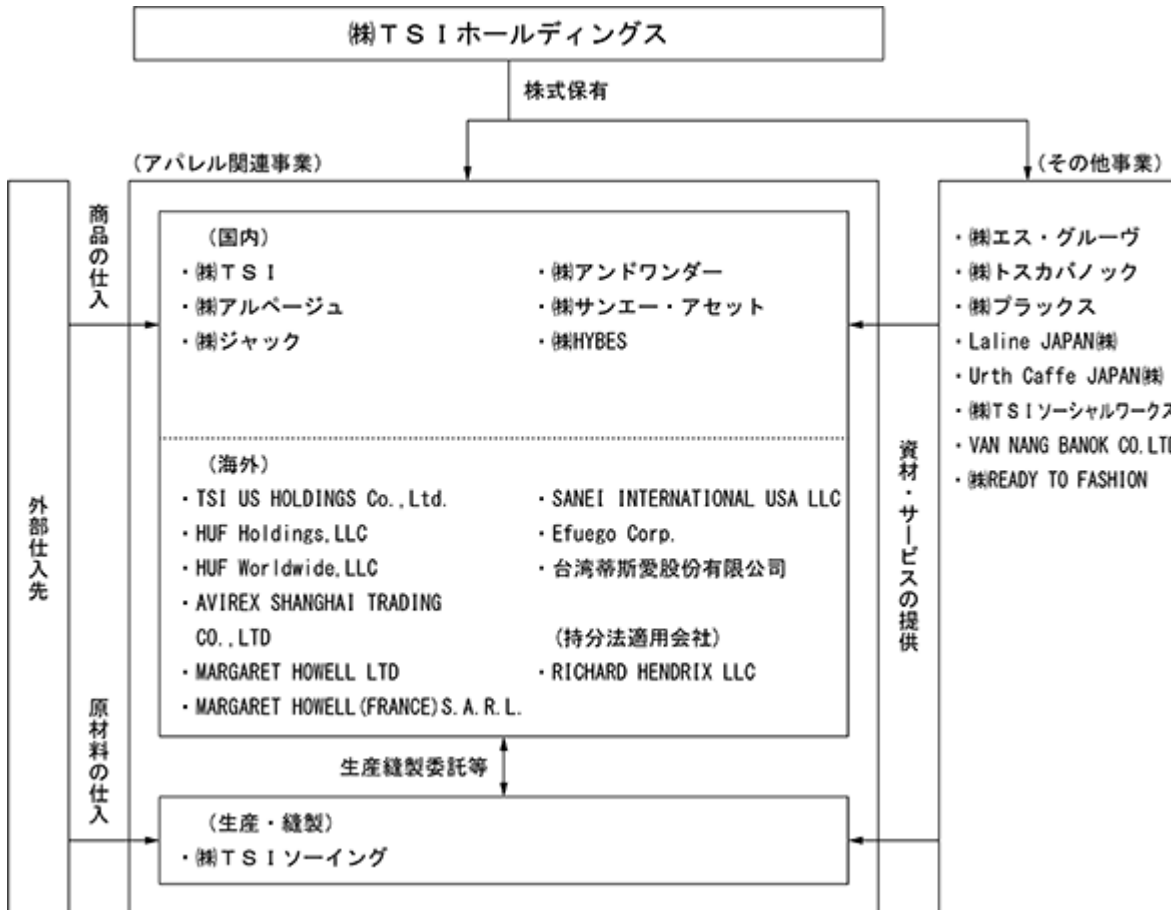 ㈱ＴＳＩホールディングス
株式保有
(アパレル関連事業)
(その他事業)
外部仕入先
商品の仕入
原材料の仕入
(国内)
・㈱ＴＳＩ
・㈱アルページュ
・㈱ジャック
・㈱アンドワンダー
・㈱サンエー・アセット
・㈱HYBES
(海外)
・TSI US HOLDINGS Co.,Ltd.
・HUF Holdings,LLC
・HUF Worldwide,LLC
・AVIREX SHANGHAI TRADING
CO.,LTD
・MARGARET HOWELL LTD
・MARGARET HOWELL(FRANCE)S.A.R.L.
・SANEI INTERNATIONAL USA LLC
・Efuego Corp.
・台湾蒂斯愛股份有限公司
(持分法適用会社)
・RICHARD HENDRIX LLC
生産縫製委託等
(生産・縫製)
・㈱ＴＳＩソーイング
資材・サービスの提供
・㈱エス・グルーヴ
・㈱トスカバノック
・㈱プラックス
・Laline JAPAN㈱
・Urth Caffe JAPAN㈱
・㈱ＴＳＩソーシャルワークス
・VAN NANG BANOK CO.LTD
・㈱READY TO FASHION